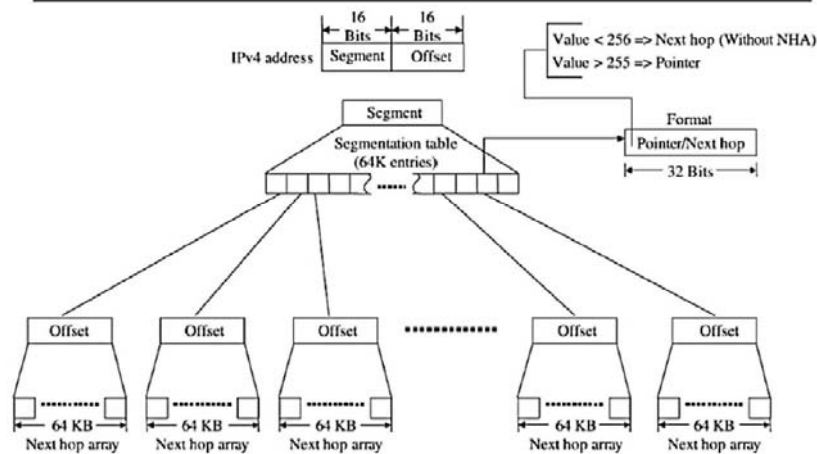 16 Bits
16 Bits
IPv4 address
Segment
Offset
Value < 256 => Next hop (Without NHA)
Value > 255 => Pointer
Segment
Segmentation table
(64K entries)
Format
Pointer/Next hop
32 Bits
Offset
Offset
Offset
Offset
Offset
64 KB
64 KB
64 KB
64 KB
64 KB
Next hop array
Next hop array
Next hop array
Next hop array
Next hop array